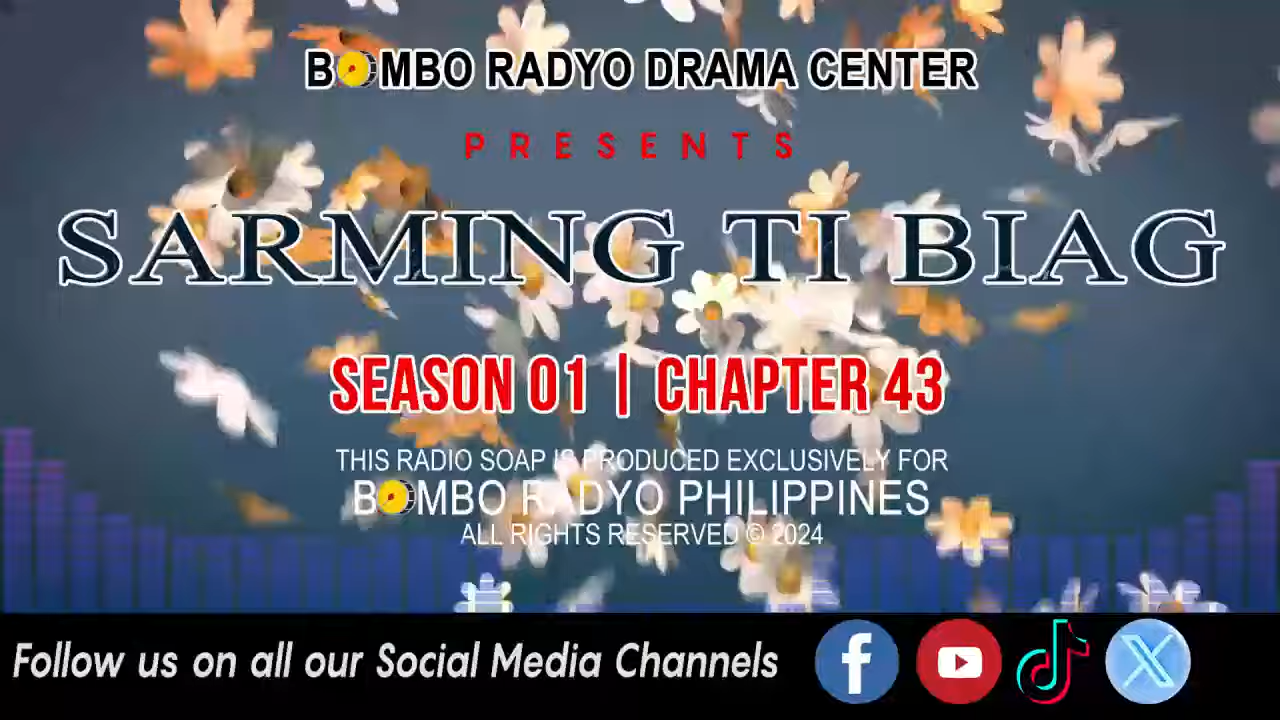 BOMBO RADYO DRAMA CENTER
PRESENTS
SARMING TI BIAG
SEASON 01 | CHAPTER 43
THIS RADIO SOAP IS PRODUCED EXCLUSIVELY FOR
BOMBO RADYO PHILIPPINES
ALL RIGHTS RESERVED © 2024
Follow us on all our Social Media Channels